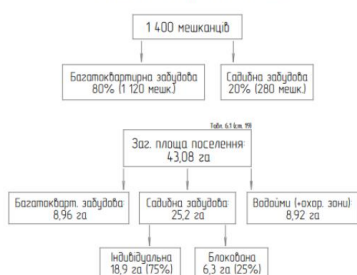 1 400 мешканців
Багатоквартирна забудова
80% (1 120 мешк.)
Садибна забудова
20% (280 мешк.)
Табл. 6.1 (ст. 19)
Заг. площа поселення:
43,08 га
Багатокварт. забудова
8,96 га
Садибна забудова
25,2 га
Водойми (+охор. зони):
8,92 га
Індивідуальна
18,9 га (75%)
Блокована
6,3 га (25%)